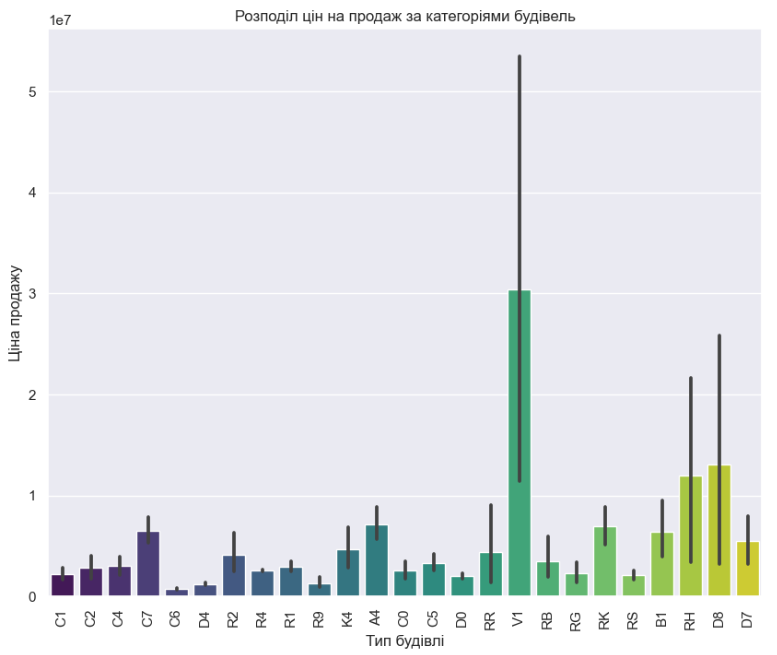 Розподіл цін на продаж за категоріями будівель
1e7
5
4
3
2
1
0
Ціна продажу
C1 C2 C4 C7 C6 D4 R2 R4 R1 R9 K4 A4 C0 C5 D0 RR V1 RB RG RK RS B1 RH D8 D7
Тип будівлі